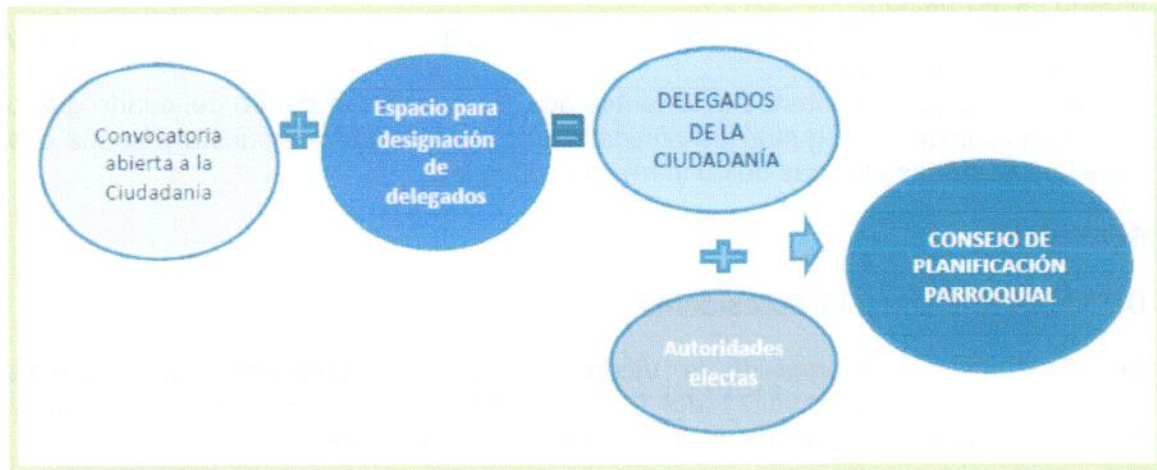 Convocatoria
abierta a la
Ciudadanía
Espacio para
designación
de
delegados
DELEGADOS
DE LA
CIUDADANÍA
Autoridades
electas
CONSEJO DE
PLANIFICACIÓN
PARROQUIAL